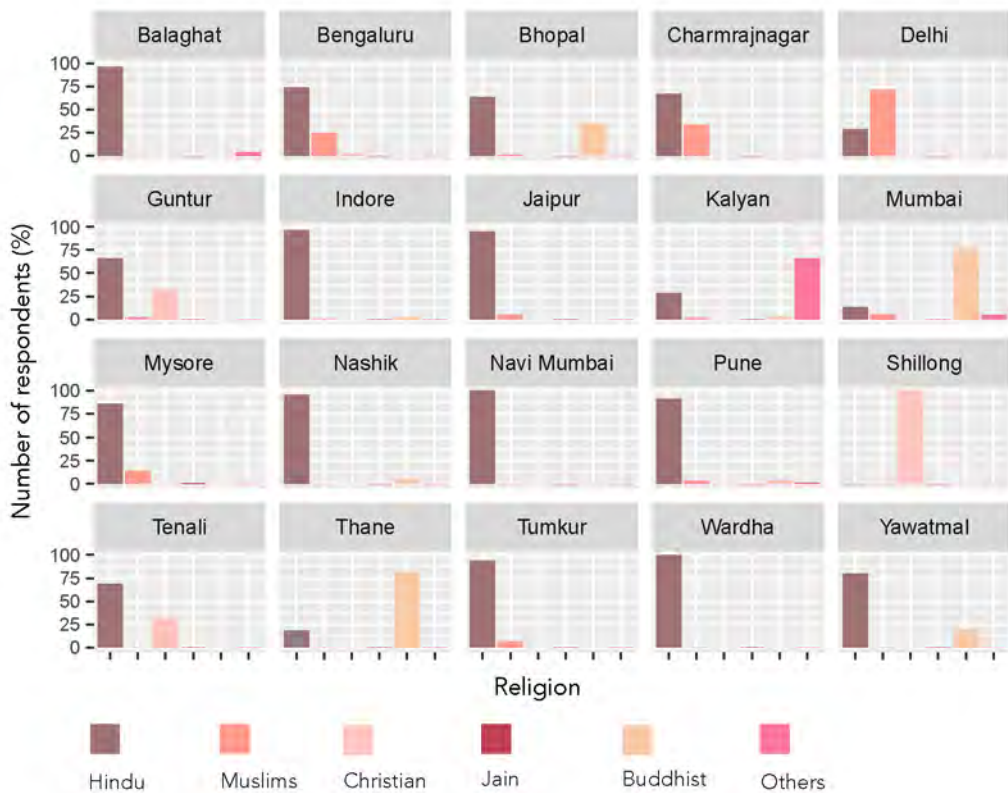 Balaghat Bengaluru Bhopal Charmrajnagar Delhi
100
75
50
25
0
Guntur Indore Jaipur Kalyan Mumbai
100
75
50
25
0
Number of respondents (%)
Mysore Nashik Navi Mumbai Pune Shillong
100
75
50
25
0
Tenali Thane Tumkur Wardha Yawatmal
100
75
50
25
0
Religion
Hindu Muslims Christian Jain Buddhist Others